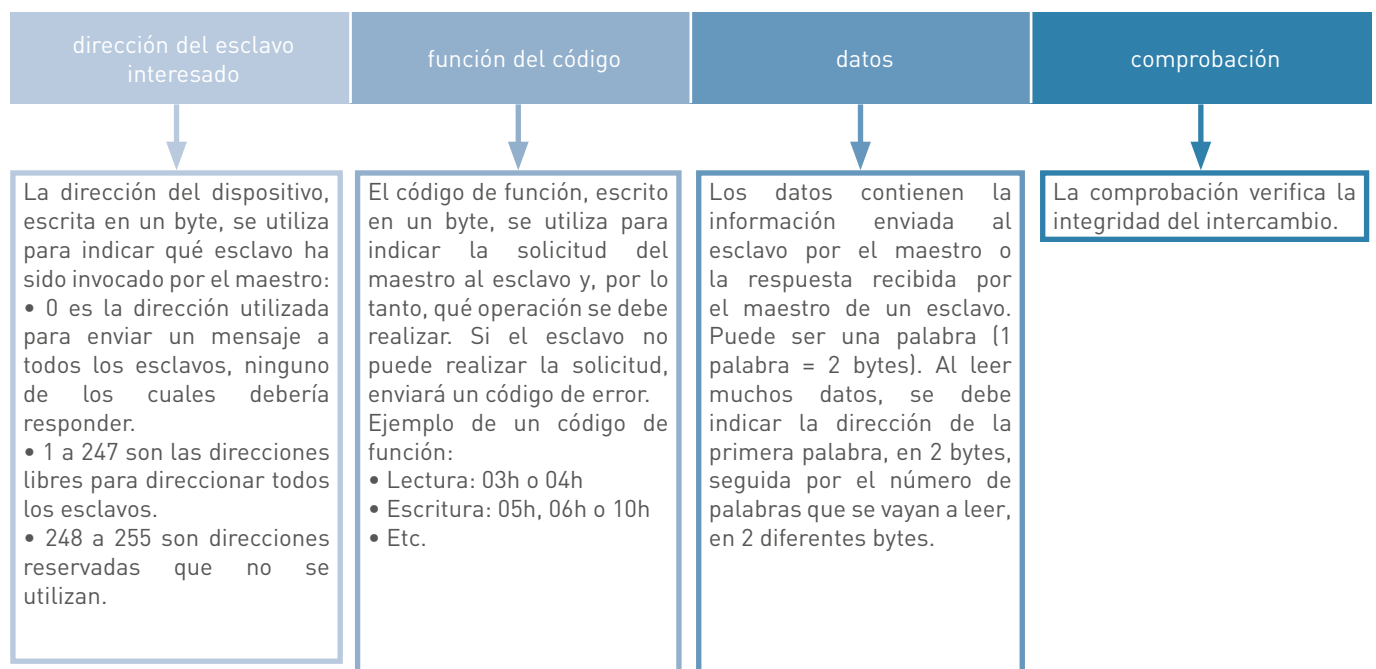 dirección del esclavo
interesado
función del código
datos
comprobación
La dirección del dispositivo,
escrita en un byte, se utiliza
para indicar qué esclavo ha
sido invocado por el maestro:
• 0 es la dirección utilizada
para enviar un mensaje a
todos los esclavos, ninguno
de los cuales debería
responder.
• 1 a 247 son las direcciones
libres para direccionar todos
los esclavos.
• 248 a 255 son direcciones
reservadas que no se
utilizan.
El código de función, escrito
en un byte, se utiliza para
indicar la solicitud del
maestro al esclavo y, por lo
tanto, qué operación se debe
realizar. Si el esclavo no
puede realizar la solicitud,
enviará un código de error.
Ejemplo de un código de
función:
• Lectura: 03h o 04h
• Escritura: 05h, 06h o 10h
• Etc.
Los datos contienen la
información enviada al
esclavo por el maestro o
la respuesta recibida por
el maestro de un esclavo.
Puede ser una palabra (1
palabra = 2 bytes). Al leer
muchos datos, se debe
indicar la dirección de la
primera palabra, en 2 bytes,
seguida por el número de
palabras que se vayan a leer,
en 2 diferentes bytes.
La comprobación verifica la
integridad del intercambio.